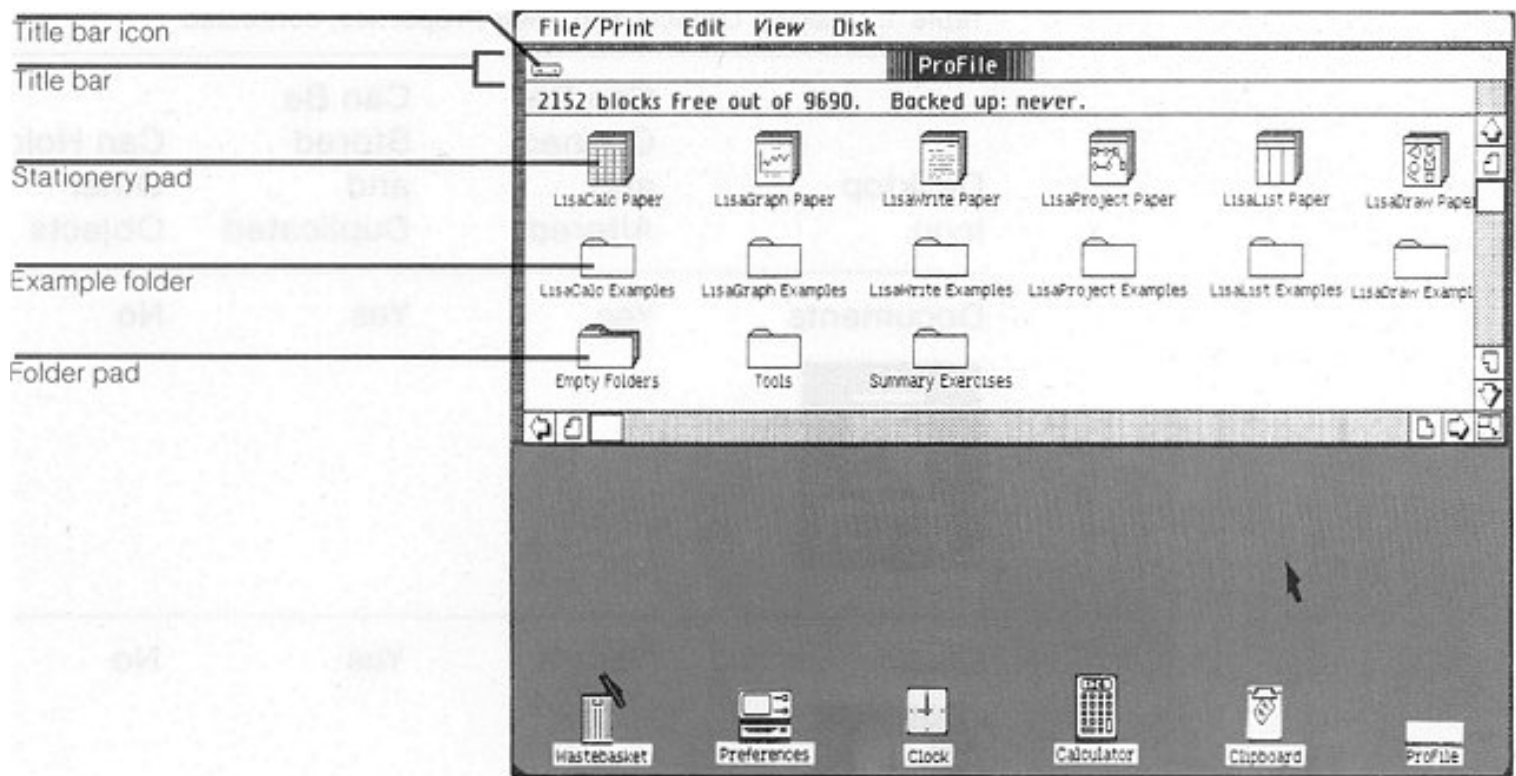 Title bar icon
Title bar
Stationery pad
Example folder
Folder pad
File/Print Edit View Disk
ProFile
2152 blocks free out of 9690. Backed up: never.
LisaCalc Paper LisaGraph Paper LisaWrite Paper LisaProject Paper LisaList Paper LisaDraw Paper
LisaCalc Examples LisaGraph Examples LisaWrite Examples LisaProject Examples LisaList Examples LisaDraw Exampl
Empty Folders Tools Summary Exercises
Wastebasket Preferences Clock Calculator Clipboard ProFile